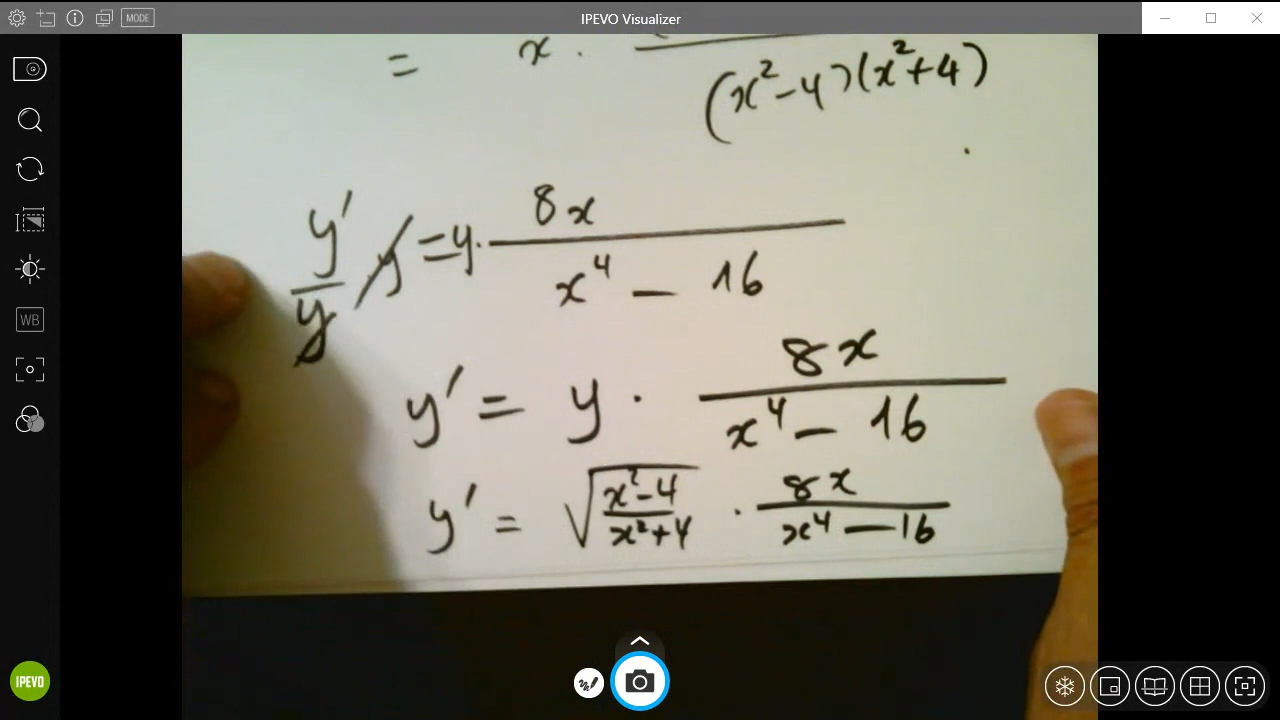 MODE
IPEVO Visualizer
= x ·
(x²-4)(x²+4)
y'/y y = y · 8x/(x⁴ - 16)
y' = y · 8x/(x⁴ - 16)
y' = √((x²-4)/(x²+4)) · 8x/(x⁴ - 16)
WB
IPEVO